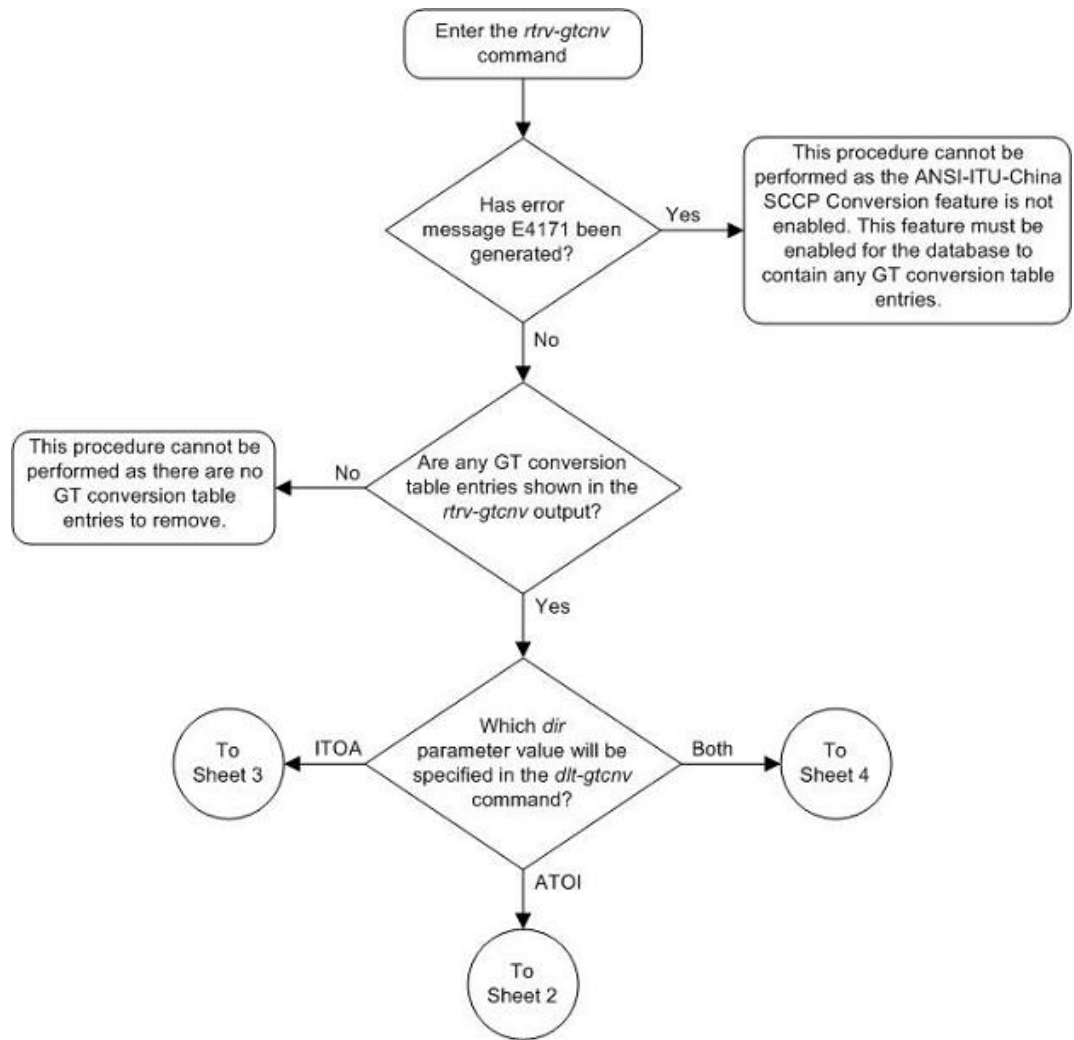 Enter the rtrv-gtcnv
command
Has error
message E4171 been
generated?
Yes
This procedure cannot be
performed as the ANSI-ITU-China
SCCP Conversion feature is not
enabled. This feature must be
enabled for the database to
contain any GT conversion table
entries.
No
Are any GT conversion
table entries shown in the
rtrv-gtcnv output?
No
This procedure cannot be
performed as there are no
GT conversion table
entries to remove.
Yes
Which dir
parameter value will be
specified in the dlt-gtcnv
command?
ITOA
To
Sheet 3
Both
To
Sheet 4
ATOI
To
Sheet 2